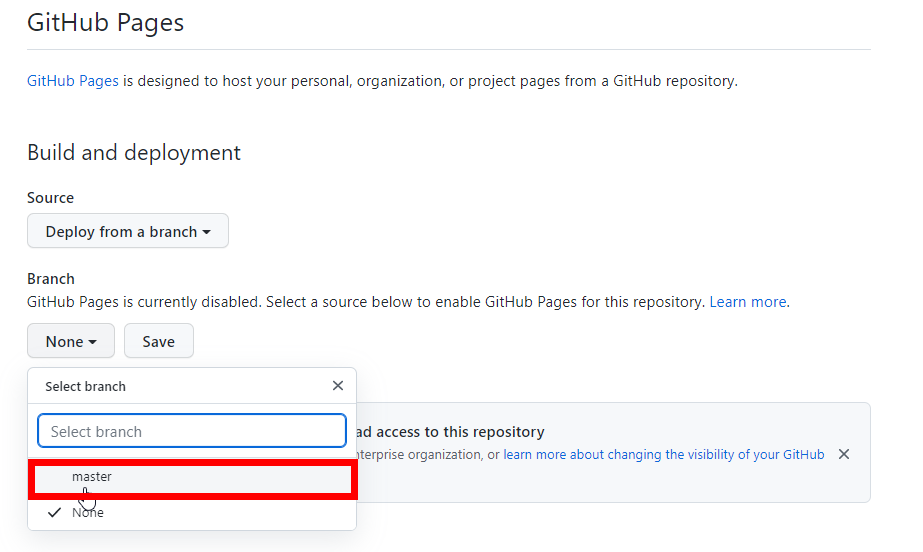 GitHub Pages
GitHub Pages is designed to host your personal, organization, or project pages from a GitHub repository.
Build and deployment
Source
Deploy from a branch
Branch
GitHub Pages is currently disabled. Select a source below to enable GitHub Pages for this repository. Learn more.
None
Save
Select branch
Select branch
access to this repository
organization, or learn more about changing the visibility of your GitHub
master
None